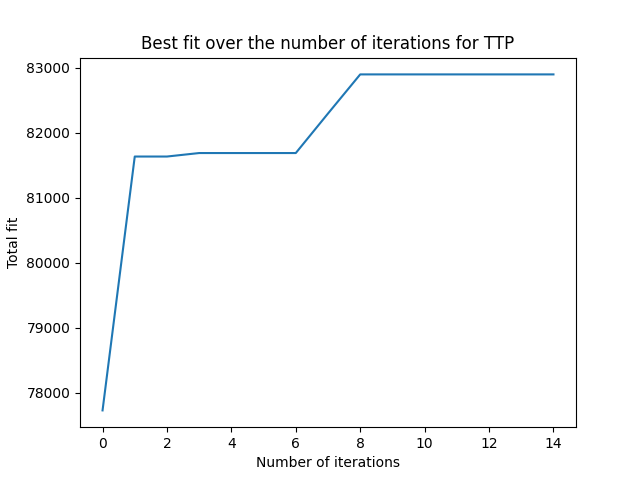 Best fit over the number of iterations for TTP
83000
82000
81000
80000
79000
78000
Total fit
0 2 4 6 8 10 12 14
Number of iterations